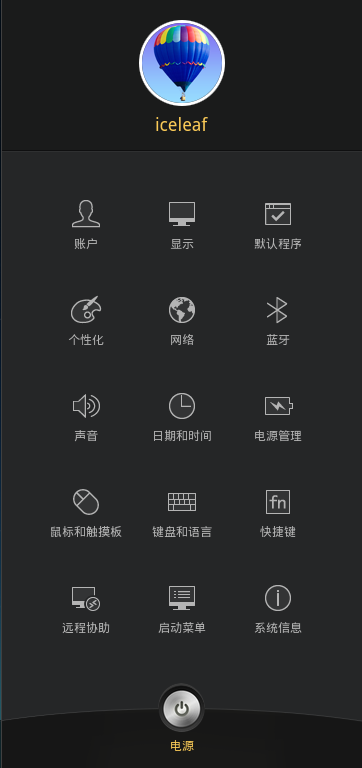 iceleaf
账户 显示 默认程序
个性化 网络 蓝牙
声音 日期和时间 电源管理
fn
鼠标和触摸板 键盘和语言 快捷键
远程协助 启动菜单 系统信息
电源